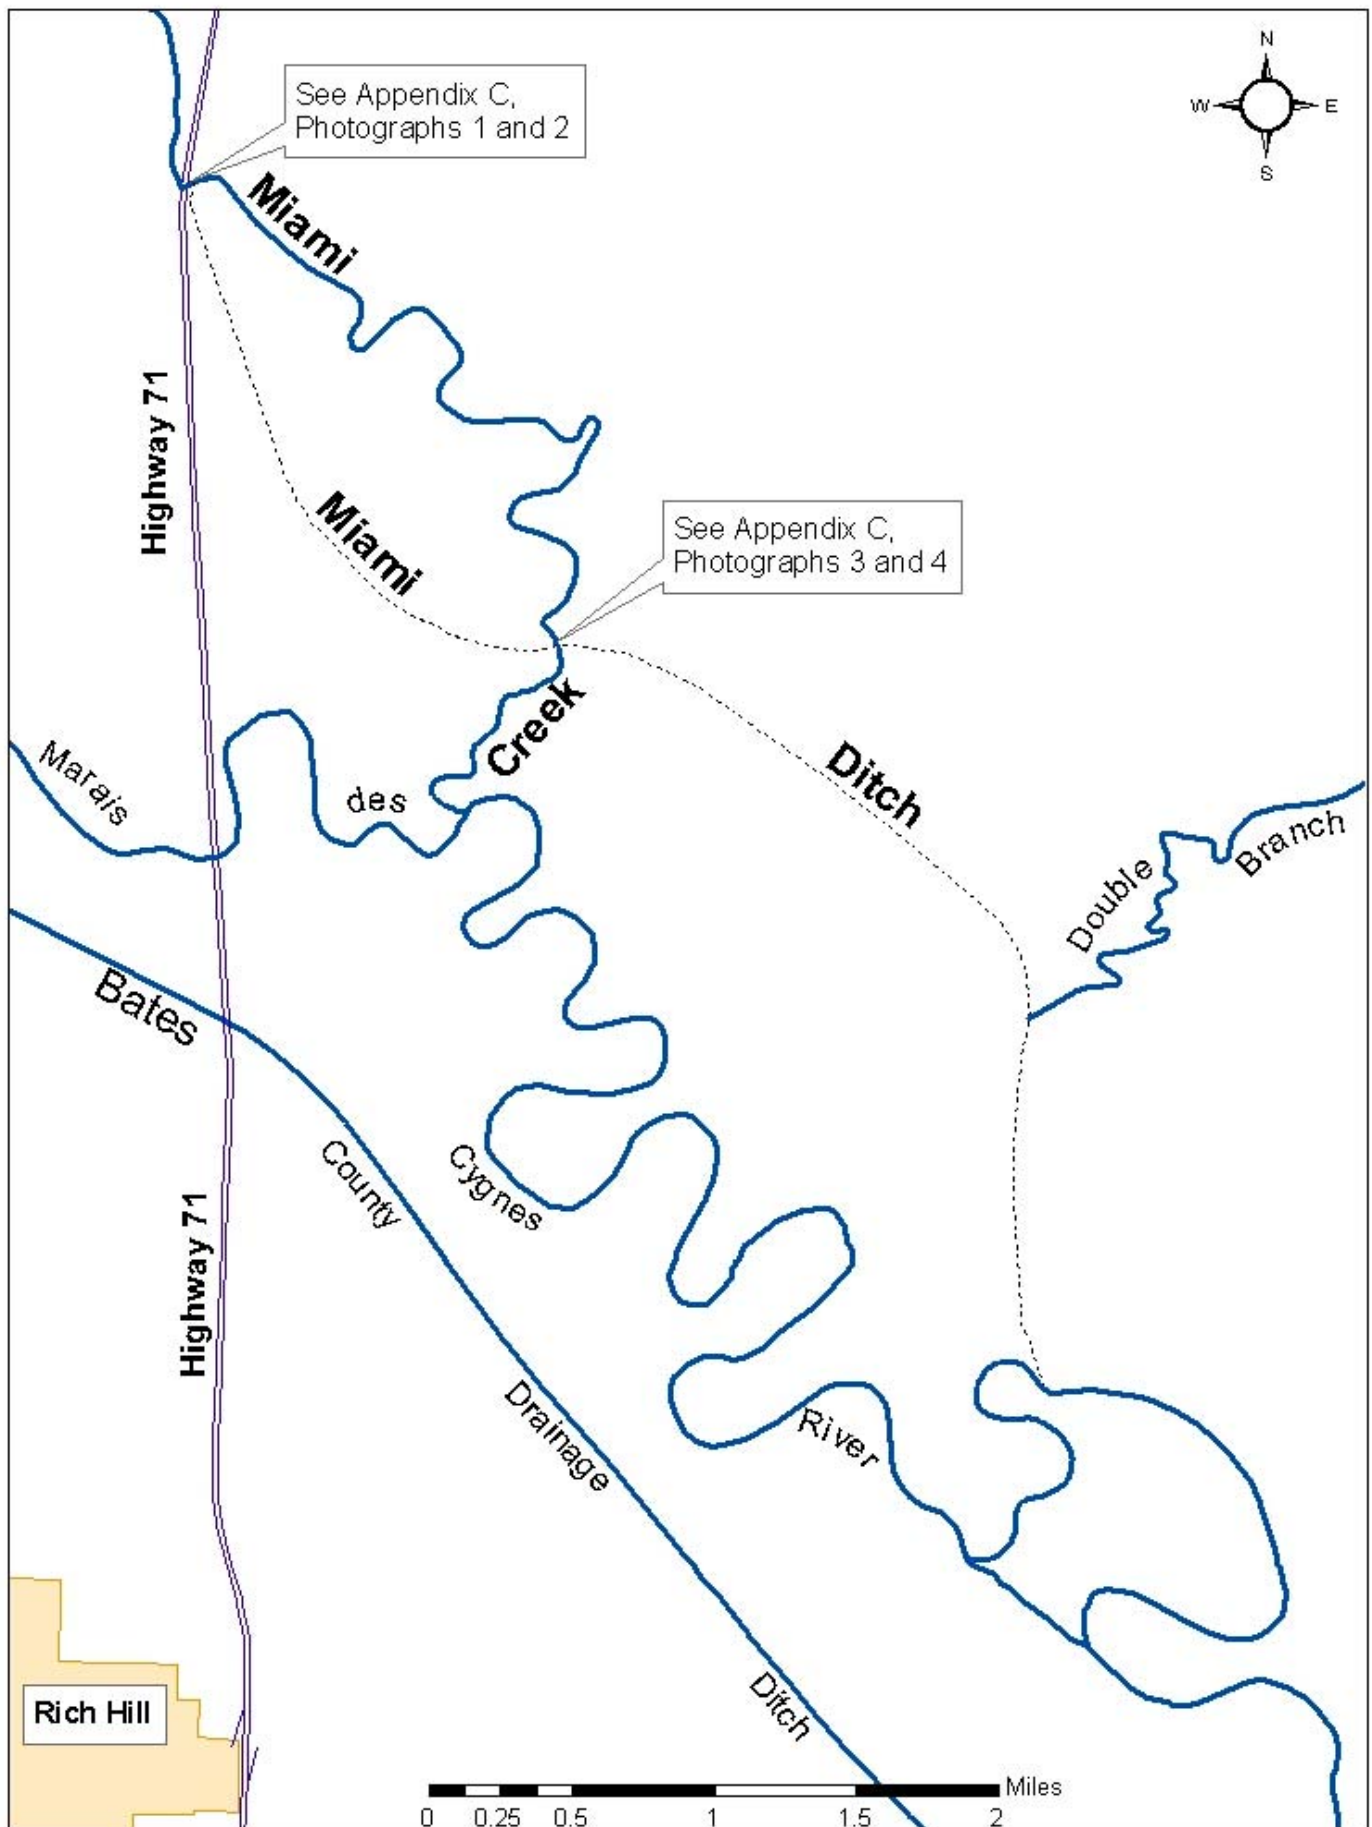 N
W
E
S
See Appendix C,
Photographs 1 and 2
Miami
Highway 71
Miami
See Appendix C,
Photographs 3 and 4
Creek
Ditch
Marais
des
Double
Branch
Bates
County
Cygnes
Highway 71
Drainage
River
Ditch
Rich Hill
Miles
0 0.25 0.5 1 1.5 2